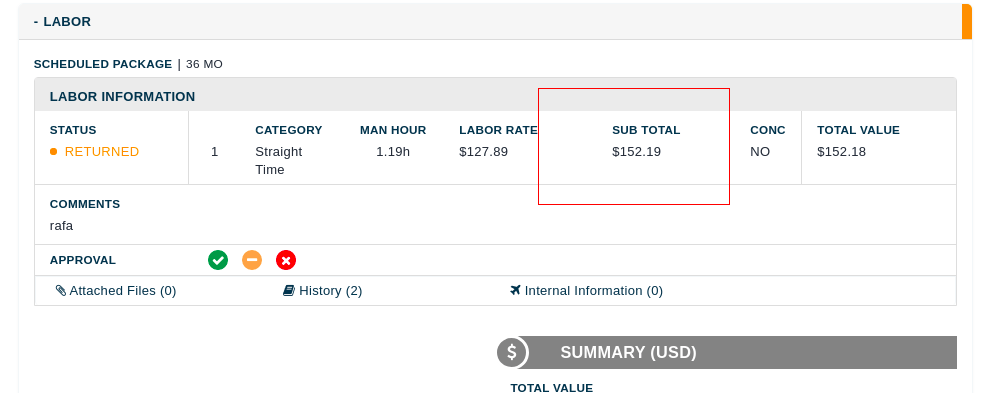 - LABOR
SCHEDULED PACKAGE | 36 MO
LABOR INFORMATION
STATUS CATEGORY MAN HOUR LABOR RATE SUB TOTAL CONC TOTAL VALUE
RETURNED 1 Straight 1.19h $127.89 $152.19 NO $152.18
Time
COMMENTS
rafa
APPROVAL
Attached Files (0) History (2) Internal Information (0)
$ SUMMARY (USD)
TOTAL VALUE